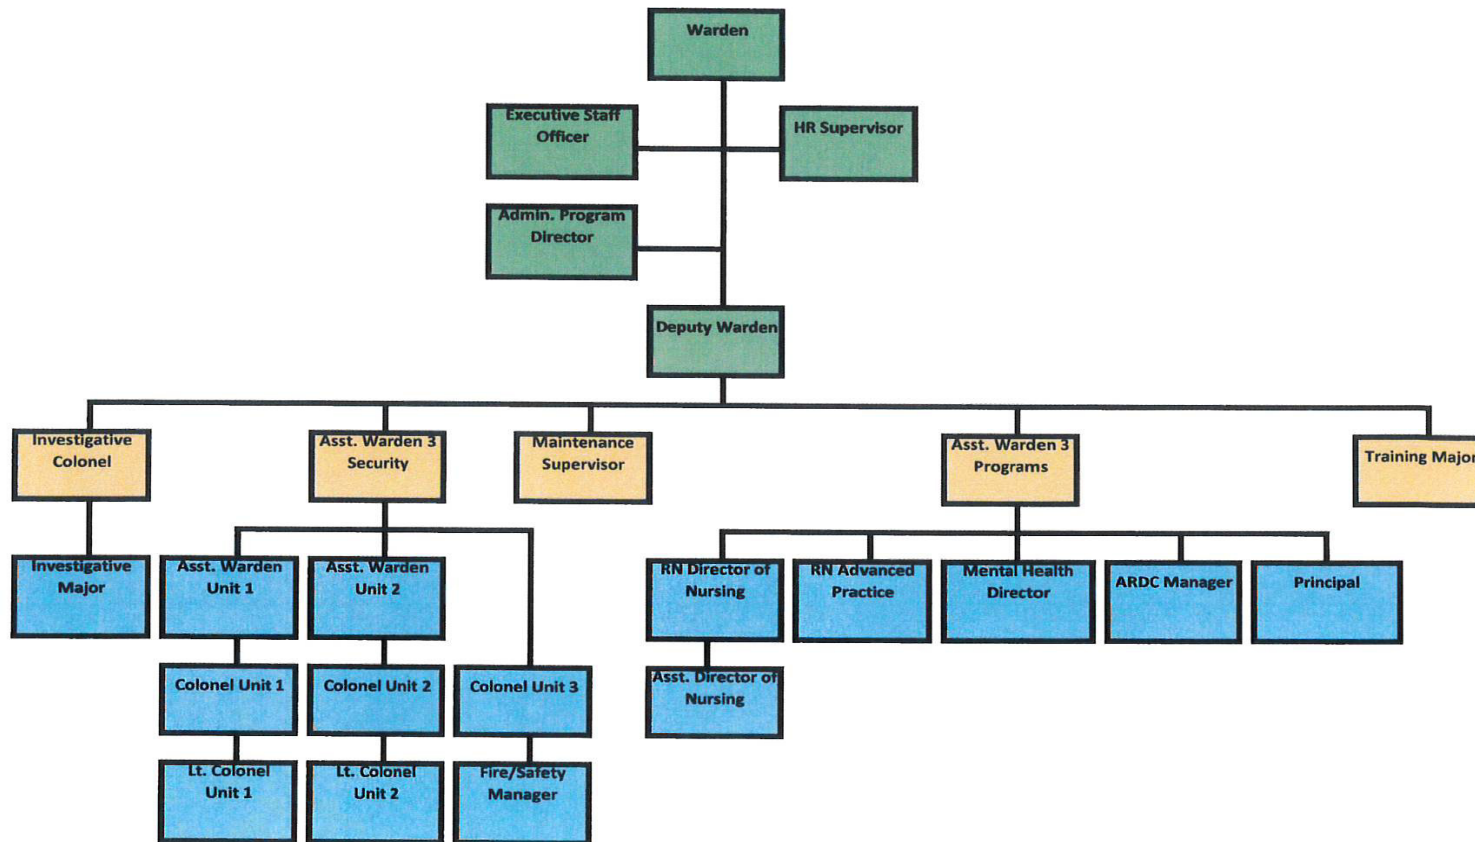 Warden
Executive Staff
Officer
HR Supervisor
Admin. Program
Director
Deputy Warden
Investigative
Colonel
Asst. Warden 3
Security
Maintenance
Supervisor
Asst. Warden 3
Programs
Training Major
Investigative
Major
Asst. Warden
Unit 1
Asst. Warden
Unit 2
RN Director of
Nursing
RN Advanced
Practice
Mental Health
Director
ARDC Manager
Principal
Colonel Unit 1
Colonel Unit 2
Colonel Unit 3
Asst. Director of
Nursing
Lt. Colonel
Unit 1
Lt. Colonel
Unit 2
Fire/Safety
Manager